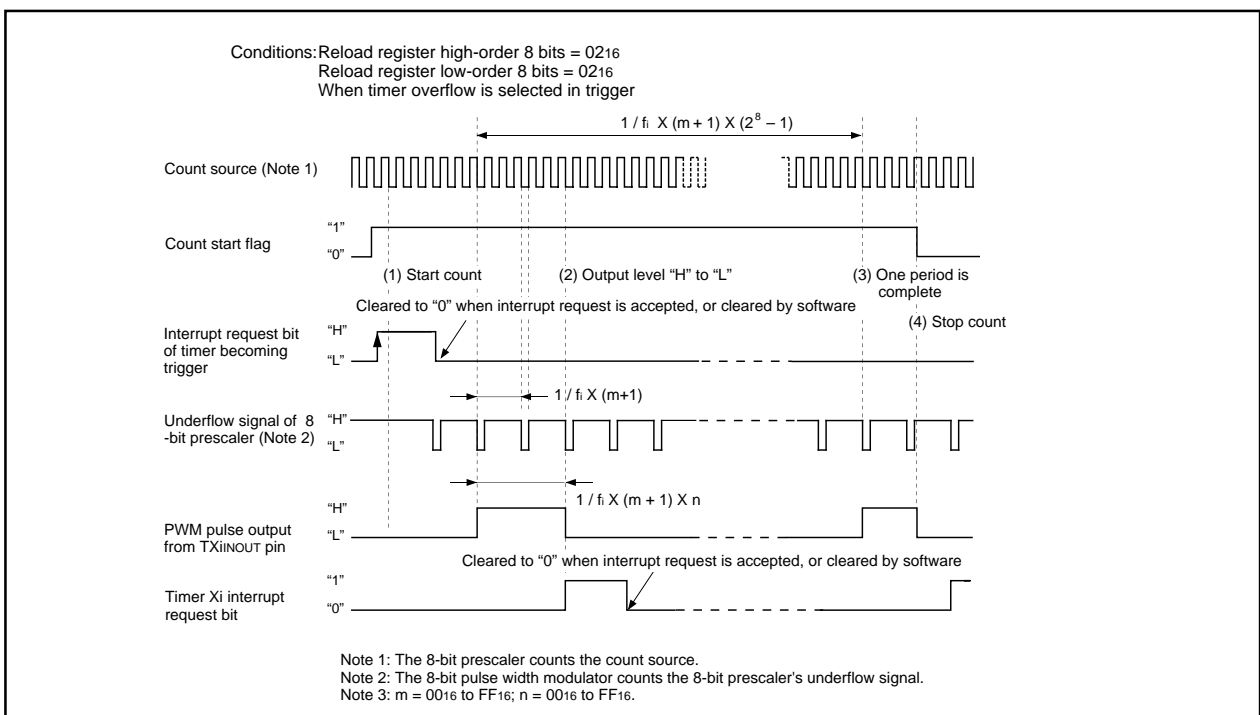 Conditions: Reload register high-order 8 bits = 0216
Reload register low-order 8 bits = 0216
When timer overflow is selected in trigger
1 / fi X (m + 1) X (2^8 – 1)
Count source (Note 1)
“1”
Count start flag
“0”
(1) Start count
(2) Output level “H” to “L”
(3) One period is
complete
Cleared to “0” when interrupt request is accepted, or cleared by software
(4) Stop count
Interrupt request bit
of timer becoming
trigger
“H”
“L”
1 / fi X (m+1)
Underflow signal of 8
-bit prescaler (Note 2)
“H”
“L”
1 / fi X (m + 1) X n
PWM pulse output
from TXiINOUT pin
“H”
“L”
Cleared to “0” when interrupt request is accepted, or cleared by software
Timer Xi interrupt
request bit
“1”
“0”
Note 1: The 8-bit prescaler counts the count source.
Note 2: The 8-bit pulse width modulator counts the 8-bit prescaler's underflow signal.
Note 3: m = 0016 to FF16; n = 0016 to FF16.